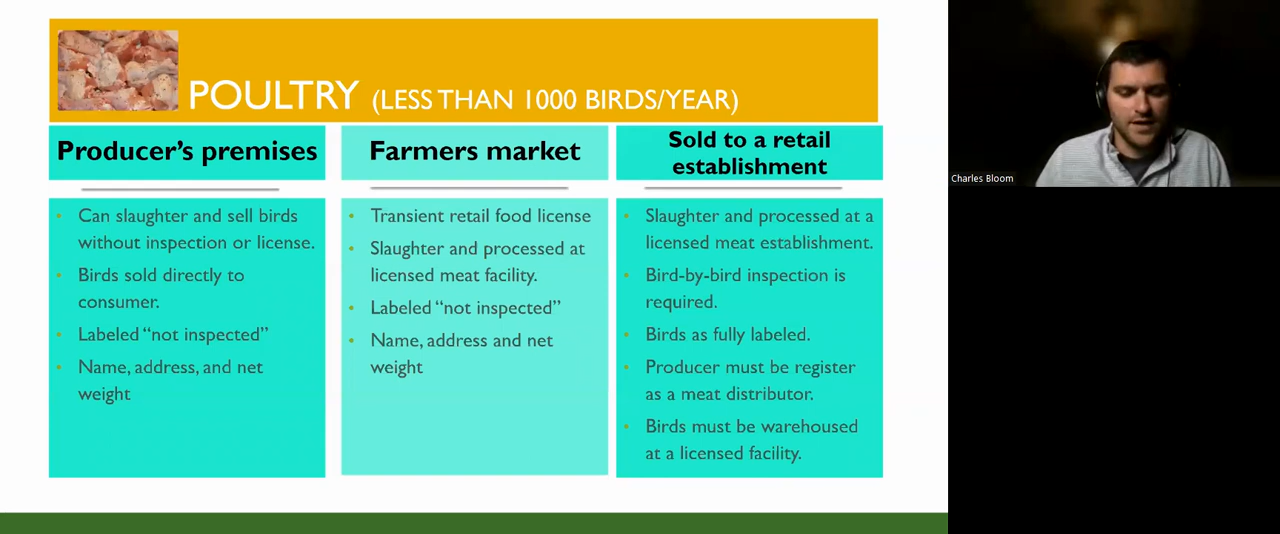 POULTRY (LESS THAN 1000 BIRDS/YEAR)
Producer's premises
Can slaughter and sell birds
without inspection or license.
Birds sold directly to
consumer.
Labeled “not inspected”
Name, address, and net
weight
Farmers market
Transient retail food license
Slaughter and processed at
licensed meat facility.
Labeled “not inspected”
Name, address and net
weight
Sold to a retail
establishment
Slaughter and processed at a
licensed meat establishment.
Bird-by-bird inspection is
required.
Birds as fully labeled.
Producer must be register
as a meat distributor.
Birds must be warehoused
at a licensed facility.
Charles Bloom